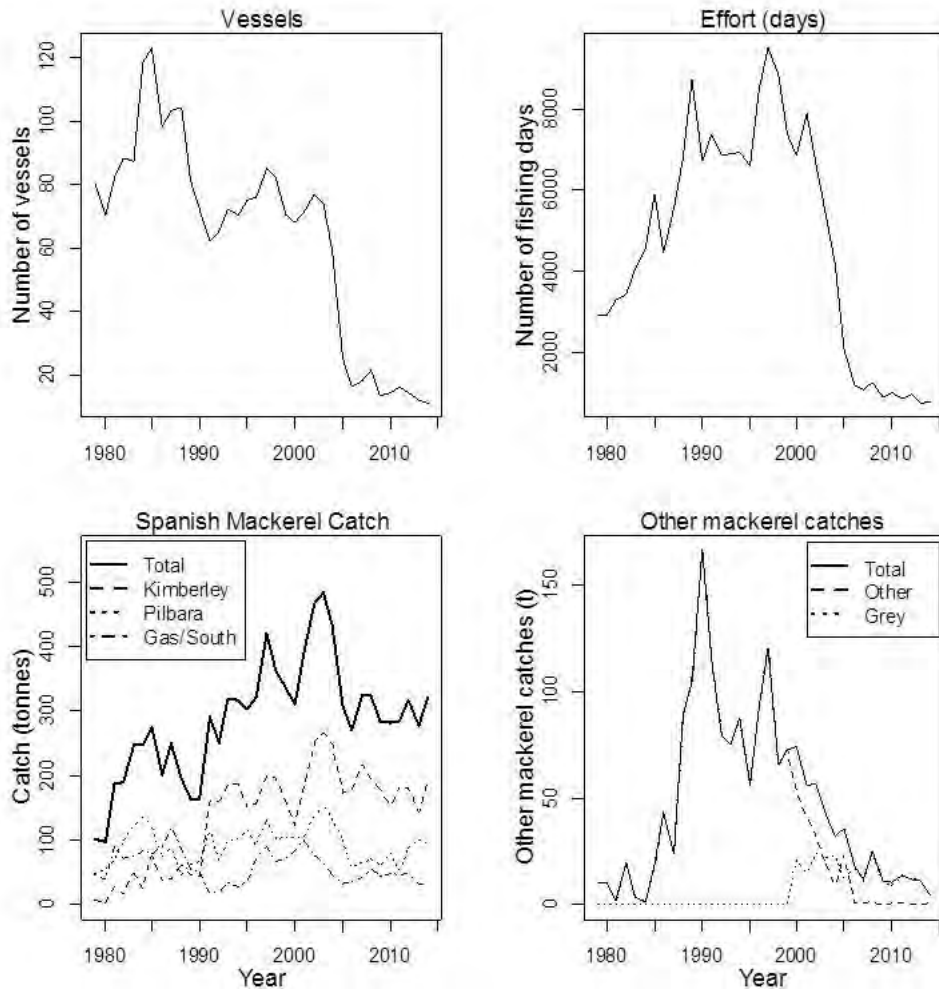 Vessels
Number of vessels
120
100
80
60
40
20
1980 1990 2000 2010
Effort (days)
Number of fishing days
8000
6000
4000
2000
1980 1990 2000 2010
Spanish Mackerel Catch
Total
Kimberley
Pilbara
Gas/South
Catch (tonnes)
500
400
300
200
100
0
1980 1990 2000 2010
Year
Other mackerel catches
Total
Other
Grey
Other mackerel catches (t)
150
100
50
0
1980 1990 2000 2010
Year